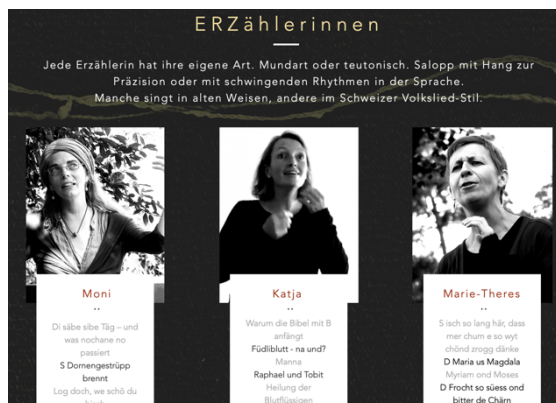 ERZählerinnen
Jede Erzählerin hat ihre eigene Art. Mundart oder teutonisch. Salopp mit Hang zur
Präzision oder mit schwingenden Rhythmen in der Sprache.
Manche singt in alten Weisen, andere im Schweizer Volkslied-Stil.
Moni
..
Di säbe sibe Täg – und
was nochane no
passiert
S Dornengestrüpp
brennt
Log doch, we schö du
Katja
..
Warum die Bibel mit B
anfängt
Füdliblutt - na und?
Manna
Raphael und Tobit
Heilung der
Blutflüssigen
Marie-Theres
..
S isch so lang här, dass
mer chum e so wyt
chönd zrogg dänke
D Maria us Magdala
Myriam ond Moses
D Frocht so süess ond
bitter de Chärn